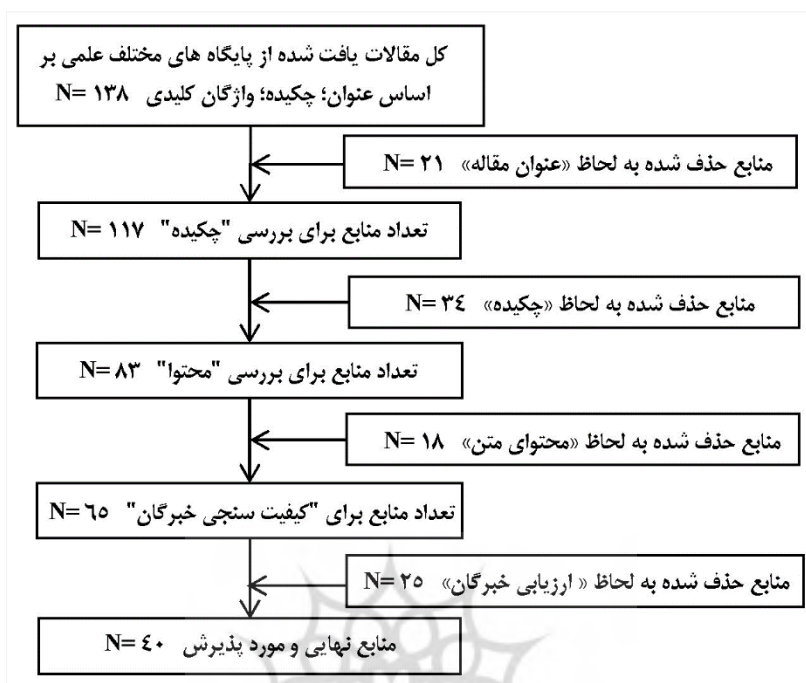 کل مقالات یافت شده از پایگاه های مختلف علمی بر
اساس عنوان؛ چکیده؛ واژگان کلیدی N= ۱۳۸
منابع حذف شده به لحاظ «عنوان مقاله» N= ۲۱
تعداد منابع برای بررسی "چکیده" N= ۱۱۷
منابع حذف شده به لحاظ «چکیده» N= ۳٤
تعداد منابع برای بررسی "محتوا" N= ۸۳
منابع حذف شده به لحاظ «محتوای متن» N= ۱۸
تعداد منابع برای "کیفیت سنجی خبرگان" N= ٦٥
منابع حذف شده به لحاظ « ارزیابی خبرگان» N= ۲٥
منابع نهایی و مورد پذیرش N= ٤۰